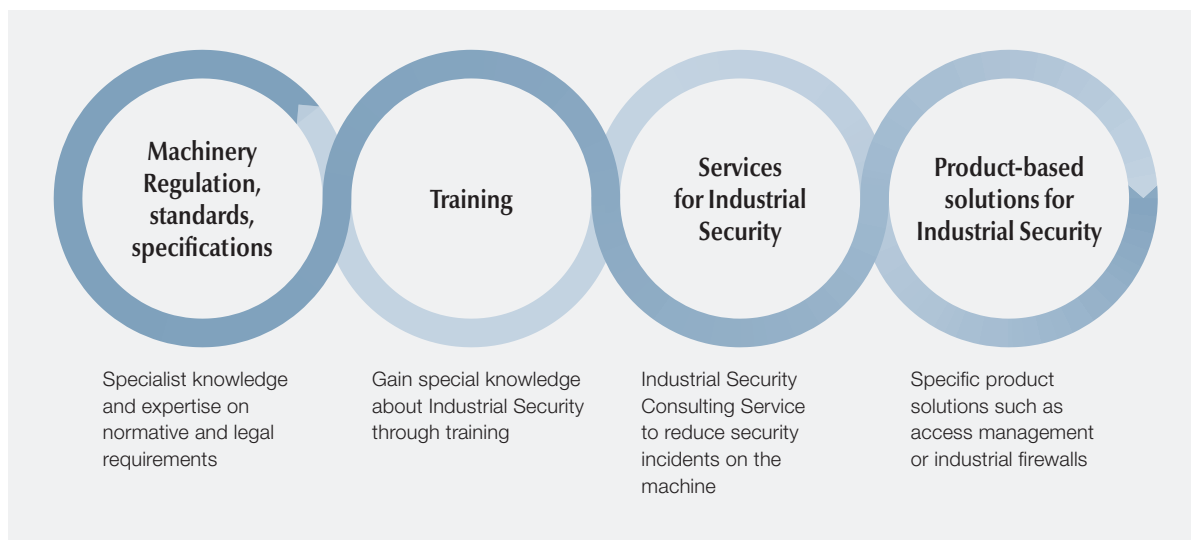 Machinery
Regulation,
standards,
specifications
Training
Services
for Industrial
Security
Product-based
solutions for
Industrial Security
Specialist knowledge
and expertise on
normative and legal
requirements
Gain special knowledge
about Industrial Security
through training
Industrial Security
Consulting Service
to reduce security
incidents on the
machine
Specific product
solutions such as
access management
or industrial firewalls